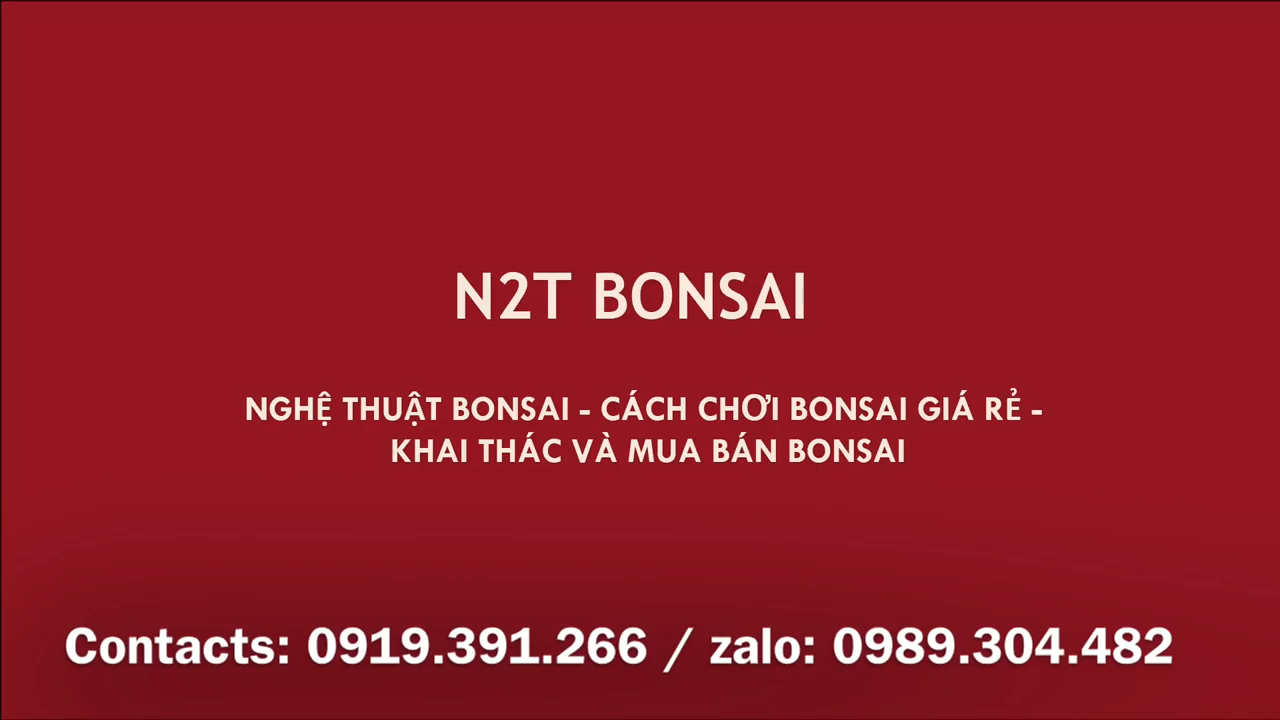 N2T BONSAI
NGHỆ THUẬT BONSAI - CÁCH CHƠI BONSAI GIÁ RẺ -
KHAI THÁC VÀ MUA BÁN BONSAI
Contacts: 0919.391.266 / zalo: 0989.304.482